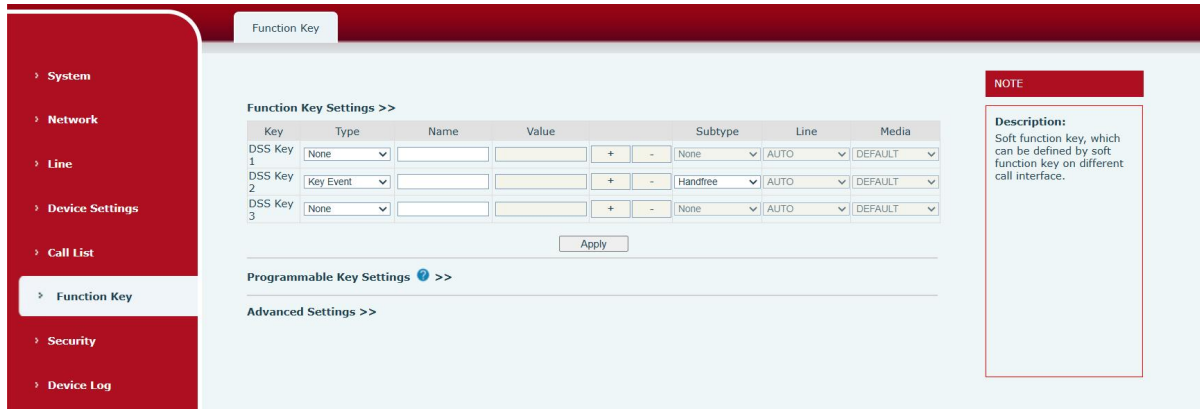 Function Key
System
Network
Line
Device Settings
Call List
Function Key
Security
Device Log
Function Key Settings >>
Key Type Name Value Subtype Line Media
DSS Key 1 None + - None AUTO DEFAULT
DSS Key 2 Key Event + - Handfree AUTO DEFAULT
DSS Key 3 None + - None AUTO DEFAULT
Apply
Programmable Key Settings ? >>
Advanced Settings >>
NOTE
Description:
Soft function key, which
can be defined by soft
function key on different
call interface.